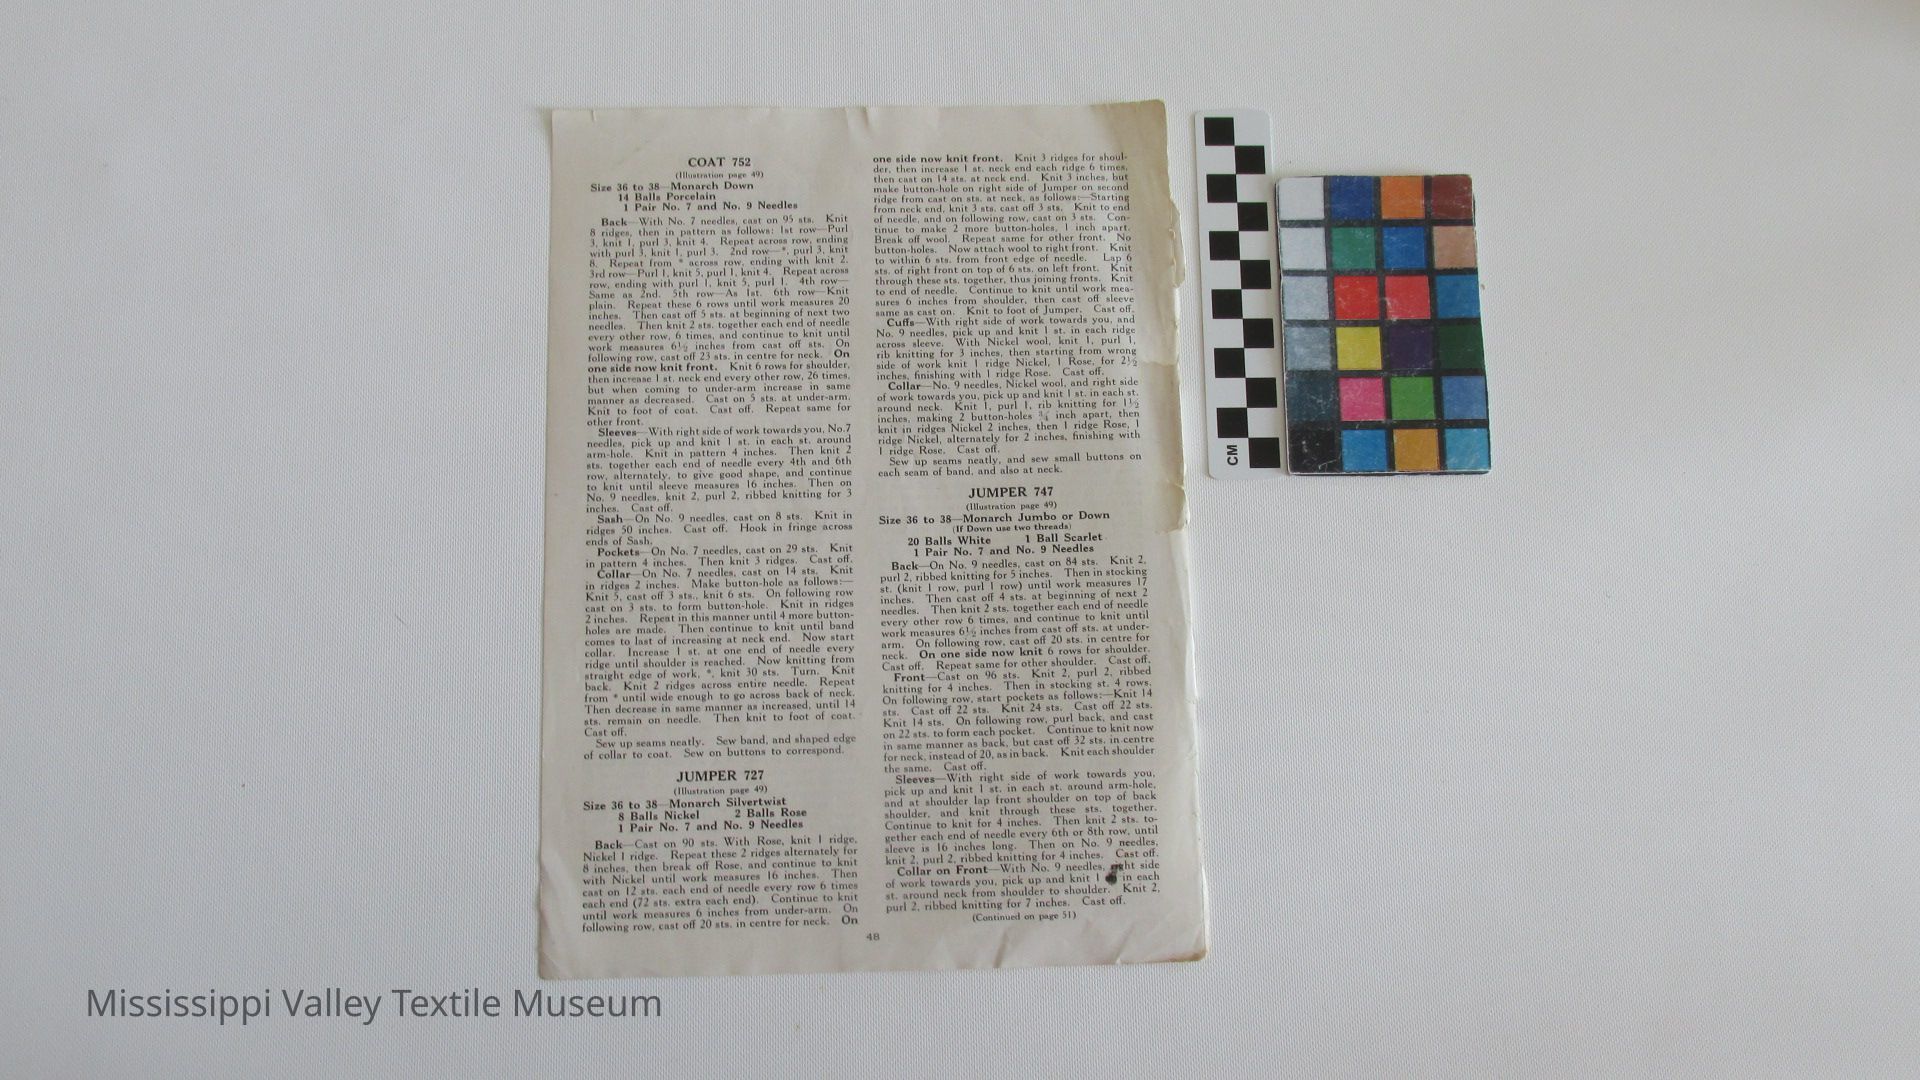 COAT 752
(Illustration page 49)
Size 36 to 38—Monarch Down
14 Balls Porcelain
1 Pair No. 7 and No. 9 Needles
Back—With No. 7 needles, cast on 95 sts. Knit
8 ridges, then in pattern as follows: 1st row—Purl
3, knit 1, purl 3, knit 4. Repeat across row, ending
with purl 3, knit 1, purl 3. 2nd row—*, purl 3, knit
8. Repeat from * across row, ending with knit 2.
3rd row—Purl 1, knit 5, purl 1, knit 4. Repeat across
row, ending with purl 1, knit 5, purl 1. 4th row—
Same as 2nd. 5th row—As 1st. 6th row—Knit
plain. Repeat these 6 rows until work measures 20
inches. Then cast off 5 sts. at beginning of next two
needles. Then knit 2 sts. together each end of needle
every other row, 6 times, and continue to knit until
work measures 6½ inches from cast off sts. On
following row, cast off 23 sts. in centre for neck. On
one side now knit front. Knit 6 rows for shoulder,
then increase 1 st. neck end every other row, 26 times,
but when coming to under-arm increase in same
manner as decreased. Cast on 5 sts. at under-arm.
Knit to foot of coat. Cast off. Repeat same for
other front.
Sleeves—With right side of work towards you, No.7
needles, pick up and knit 1 st. in each st. around
arm-hole. Knit in pattern 4 inches. Then knit 2
sts. together each end of needle every 4th and 6th
row, alternately, to give good shape, and continue
to knit until sleeve measures 16 inches. Then on
No. 9 needles, knit 2, purl 2, ribbed knitting for 3
inches. Cast off.
Sash—On No. 9 needles, cast on 8 sts. Knit in
ridges 50 inches. Cast off. Hook in fringe across
ends of Sash.
Pockets—On No. 7 needles, cast on 29 sts. Knit
in pattern 4 inches. Then knit 3 ridges. Cast off.
Collar—On No. 7 needles, cast on 14 sts. Knit
in ridges 2 inches. Make button-hole as follows:—
Knit 5, cast off 3 sts., knit 6 sts. On following row
cast on 3 sts. to form button-hole. Knit in ridges
2 inches. Repeat in this manner until 4 more button-
holes are made. Then continue to knit until band
comes to last of increasing at neck end. Now start
collar. Increase 1 st. at one end of needle every
ridge until shoulder is reached. Now knitting from
straight edge of work, *, knit 30 sts. Turn. Knit
back. Knit 2 ridges across entire needle. Repeat
from * until wide enough to go across back of neck.
Then decrease in same manner as increased, until 14
sts. remain on needle. Then knit to foot of coat.
Cast off.
Sew up seams neatly. Sew band, and shaped edge
of collar to coat. Sew on buttons to correspond.
JUMPER 727
(Illustration page 49)
Size 36 to 38—Monarch Silvertwist
8 Balls Nickel 2 Balls Rose
1 Pair No. 7 and No. 9 Needles
Back—Cast on 90 sts. With Rose, knit 1 ridge,
Nickel 1 ridge. Repeat these 2 ridges alternately for
8 inches, then break off Rose, and continue to knit
with Nickel until work measures 16 inches. Then
cast on 12 sts. each end of needle every row 6 times
each end (72 sts. extra each end). Continue to knit
until work measures 6 inches from under-arm. On
following row, cast off 20 sts. in centre for neck. On
one side now knit front. Knit 3 ridges for shoul-
der, then increase 1 st. neck end each ridge 6 times,
then cast on 14 sts. at neck end. Knit 3 inches, but
make button-hole on right side of Jumper on second
ridge from cast on sts. at neck, as follows:—Starting
from neck end, knit 3 sts. cast off 3 sts. Knit to end
of needle, and on following row, cast on 3 sts. Con-
tinue to make 2 more button-holes, 1 inch apart.
Break off wool. Repeat same for other front. No
button-holes. Now attach wool to right front. Knit
to within 6 sts. from front edge of needle. Lap 6
sts. of right front on top of 6 sts. on left front. Knit
through these sts. together, thus joining fronts. Knit
to end of needle. Continue to knit until work mea-
sures 6 inches from shoulder, then cast off sleeve
same as cast on. Knit to foot of Jumper. Cast off.
Cuffs—With right side of work towards you, and
No. 9 needles, pick up and knit 1 st. in each ridge
across sleeve. With Nickel wool, knit 1, purl 1,
rib knitting for 3 inches, then starting from wrong
side of work knit 1 ridge Nickel, 1 Rose, for 2½
inches, finishing with 1 ridge Rose. Cast off.
Collar—No. 9 needles, Nickel wool, and right side
of work towards you, pick up and knit 1 st. in each st.
around neck. Knit 1, purl 1, rib knitting for 1½
inches, making 2 button-holes ¾ inch apart, then
knit in ridges Nickel 2 inches, then 1 ridge Rose, 1
ridge Nickel, alternately for 2 inches, finishing with
1 ridge Rose. Cast off.
Sew up seams neatly, and sew small buttons on
each seam of band, and also at neck.
JUMPER 747
(Illustration page 49)
Size 36 to 38—Monarch Jumbo or Down
(If Down use two threads)
20 Balls White 1 Ball Scarlet
1 Pair No. 7 and No. 9 Needles
Back—On No. 9 needles, cast on 84 sts. Knit 2,
purl 2, ribbed knitting for 5 inches. Then in stocking
st. (knit 1 row, purl 1 row) until work measures 17
inches. Then cast off 4 sts. at beginning of next 2
needles. Then knit 2 sts. together each end of needle
every other row 6 times, and continue to knit until
work measures 6½ inches from cast off sts. at under-
arm. On following row, cast off 20 sts. in centre for
neck. On one side now knit 6 rows for shoulder.
Cast off. Repeat same for other shoulder. Cast off.
Front—Cast on 96 sts. Knit 2, purl 2, ribbed
knitting for 4 inches. Then in stocking st. 4 rows.
On following row, start pockets as follows:—Knit 14
sts. Cast off 22 sts. Knit 24 sts. Cast off 22 sts.
Knit 14 sts. On following row, purl back, and cast
on 22 sts. to form each pocket. Continue to knit now
in same manner as back, but cast off 32 sts. in centre
for neck, instead of 20, as in back. Knit each shoulder
the same. Cast off.
Sleeves—With right side of work towards you,
pick up and knit 1 st. in each st. around arm-hole,
and at shoulder lap front shoulder on top of back
shoulder, and knit through these sts. together.
Continue to knit for 4 inches. Then knit 2 sts. to-
gether each end of needle every 6th or 8th row, until
sleeve is 16 inches long. Then on No. 9 needles,
knit 2, purl 2, ribbed knitting for 4 inches. Cast off.
Collar on Front—With No. 9 needles, right side
of work towards you, pick up and knit 1 in each
st. around neck from shoulder to shoulder. Knit 2,
purl 2, ribbed knitting for 7 inches. Cast off.
(Continued on page 51)
48
CM
Mississippi Valley Textile Museum